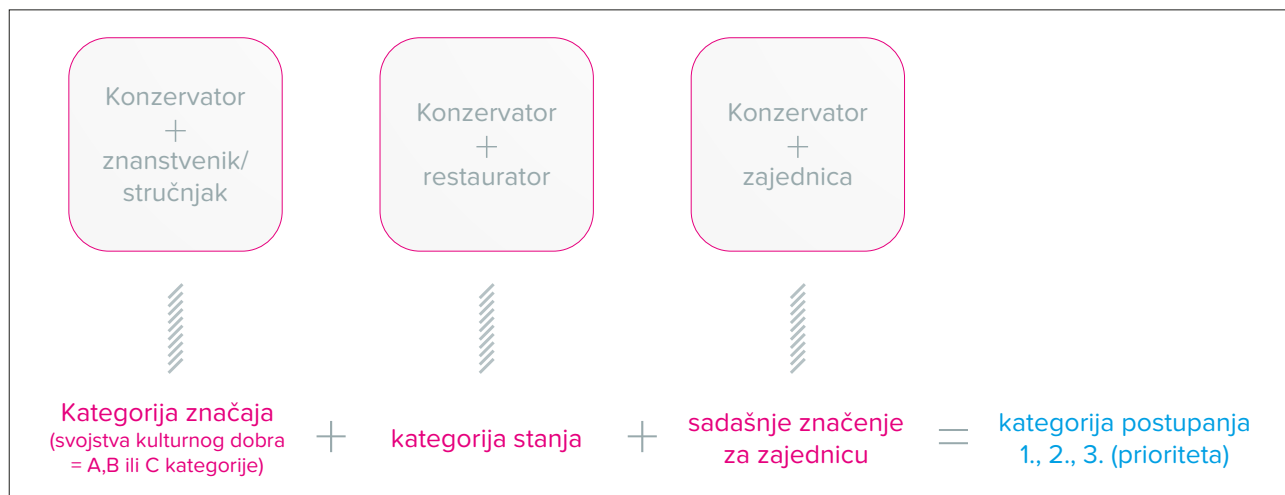 Konzervator
+
znanstvenik/
stručnjak
Konzervator
+
restaurator
Konzervator
+
zajednica
Kategorija značaja
(svojstva kulturnog dobra
= A,B ili C kategorije)
+
kategorija stanja
+
sadašnje značenje
za zajednicu
=
kategorija postupanja
1., 2., 3. (prioriteta)